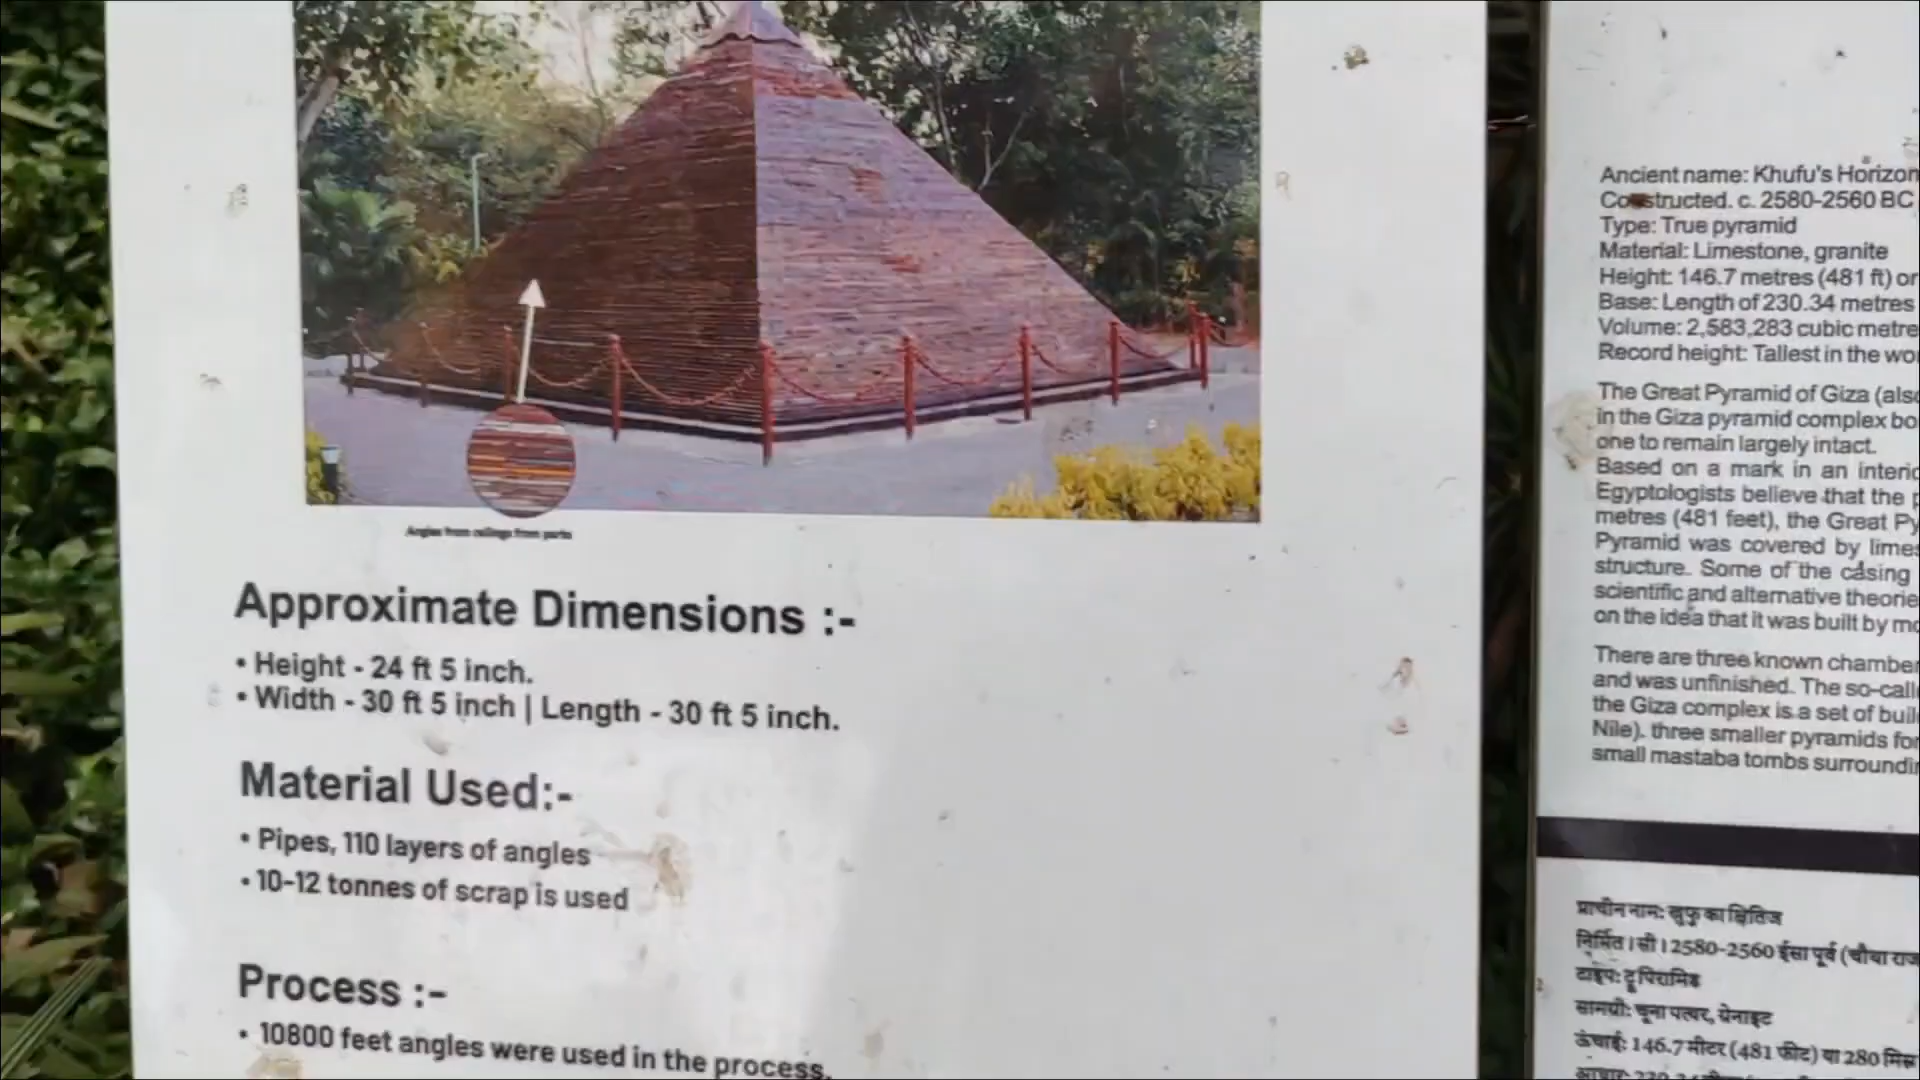 Angles from railings from parks
Approximate Dimensions :-
• Height - 24 ft 5 inch.
• Width - 30 ft 5 inch | Length - 30 ft 5 inch.
Material Used:-
• Pipes, 110 layers of angles
• 10-12 tonnes of scrap is used
Process :-
• 10800 feet angles were used in the process.
Ancient name: Khufu's Horizon
Constructed. c. 2580-2560 BC
Type: True pyramid
Material: Limestone, granite
Height: 146.7 metres (481 ft) or
Base: Length of 230.34 metres
Volume: 2,583,283 cubic metre
Record height: Tallest in the wo
The Great Pyramid of Giza (also
in the Giza pyramid complex bo
one to remain largely intact.
Based on a mark in an interio
Egyptologists believe that the p
metres (481 feet), the Great Py
Pyramid was covered by limes
structure. Some of the casing
scientific and alternative theorie
on the idea that it was built by mo
There are three known chamber
and was unfinished. The so-calle
the Giza complex is a set of buil
Nile). three smaller pyramids for
small mastaba tombs surroundin
प्राचीन नाम: खुफु का क्षितिज
निर्मित । सी । 2580-2560 ईसा पूर्व (चौथा राज
टाइप: ट्रू पिरामिड
सामग्री: चूना पत्थर, ग्रेनाइट
ऊंचाई: 146.7 मीटर (481 फीट) या 280 मिस्र